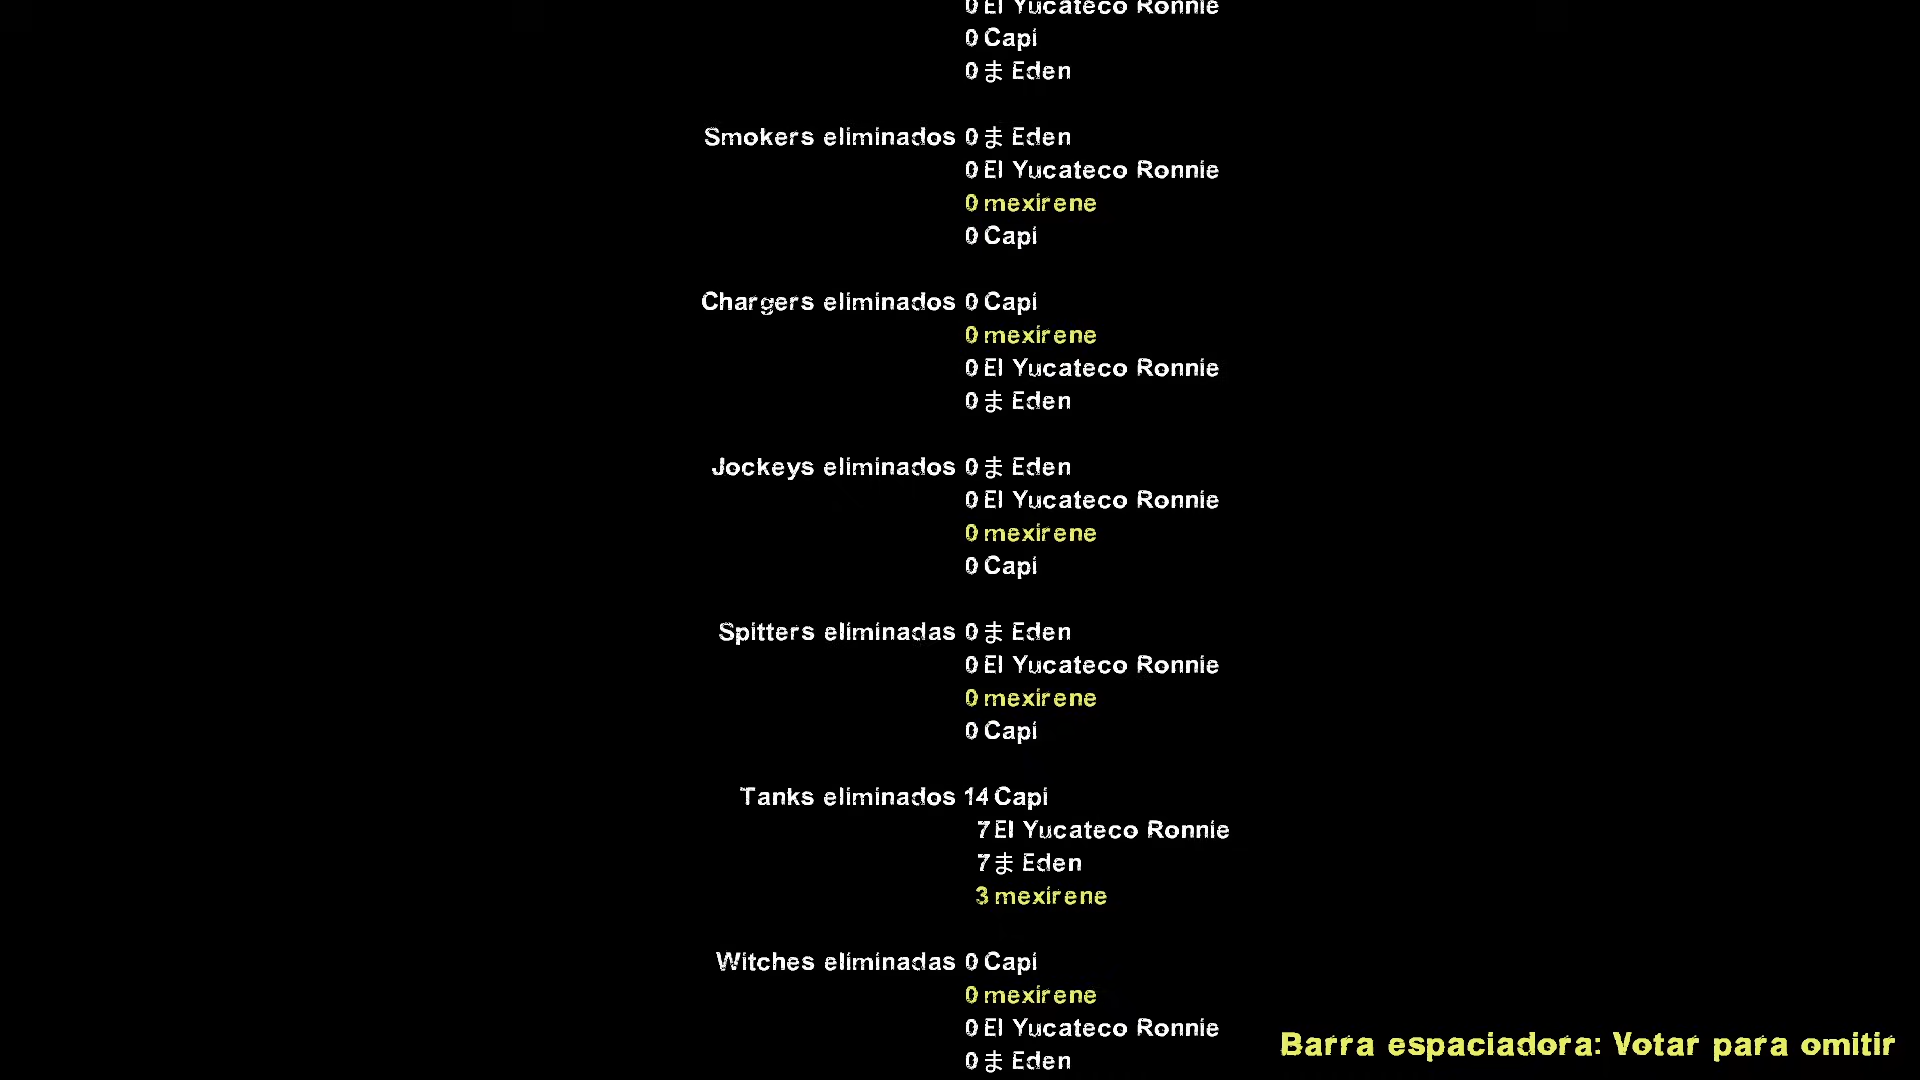 0 El Yucateco Ronnie
0 Capi
0 ま Eden
Smokers eliminados 0 ま Eden
0 El Yucateco Ronnie
0 mexirene
0 Capi
Chargers eliminados 0 Capi
0 mexirene
0 El Yucateco Ronnie
0 ま Eden
Jockeys eliminados 0 ま Eden
0 El Yucateco Ronnie
0 mexirene
0 Capi
Spitters eliminadas 0 ま Eden
0 El Yucateco Ronnie
0 mexirene
0 Capi
Tanks eliminados 14 Capi
7 El Yucateco Ronnie
7 ま Eden
3 mexirene
Witches eliminadas 0 Capi
0 mexirene
0 El Yucateco Ronnie
0 ま Eden
Barra espaciadora: Votar para omitir